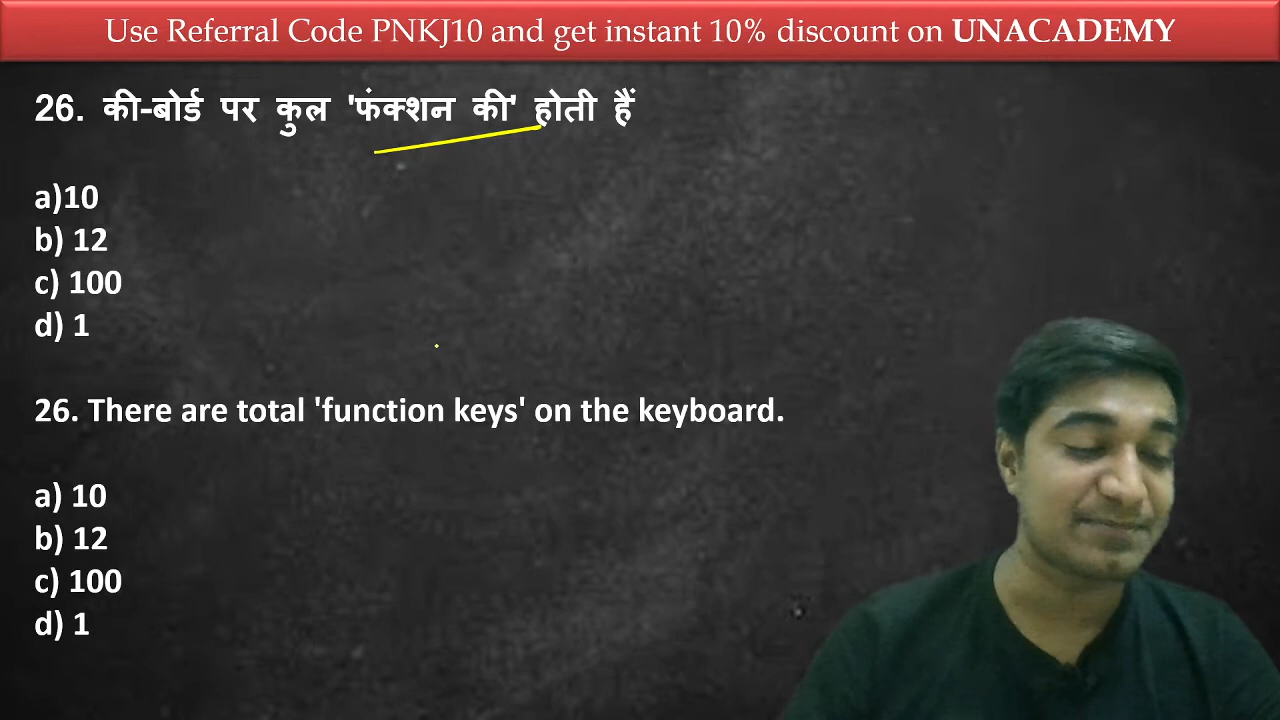 Use Referral Code PNKJ10 and get instant 10% discount on UNACADEMY
26. की-बोर्ड पर कुल 'फंक्शन की' होती हैं
a)10
b) 12
c) 100
d) 1
26. There are total 'function keys' on the keyboard.
a) 10
b) 12
c) 100
d) 1